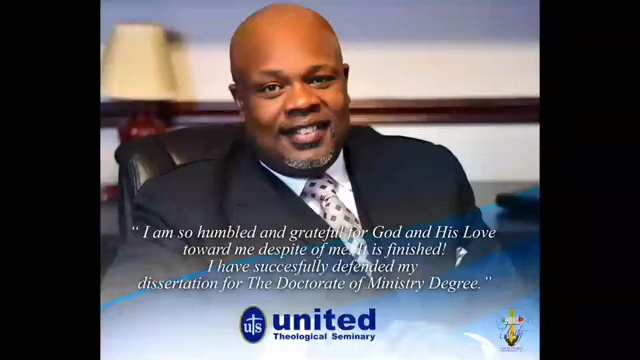 “ I am so humbled and grateful for God and His Love
toward me despite of me. It is finished!
I have succesfully defended my
dissertation for The Doctorate of Ministry Degree.”
uts
united
Theological Seminary